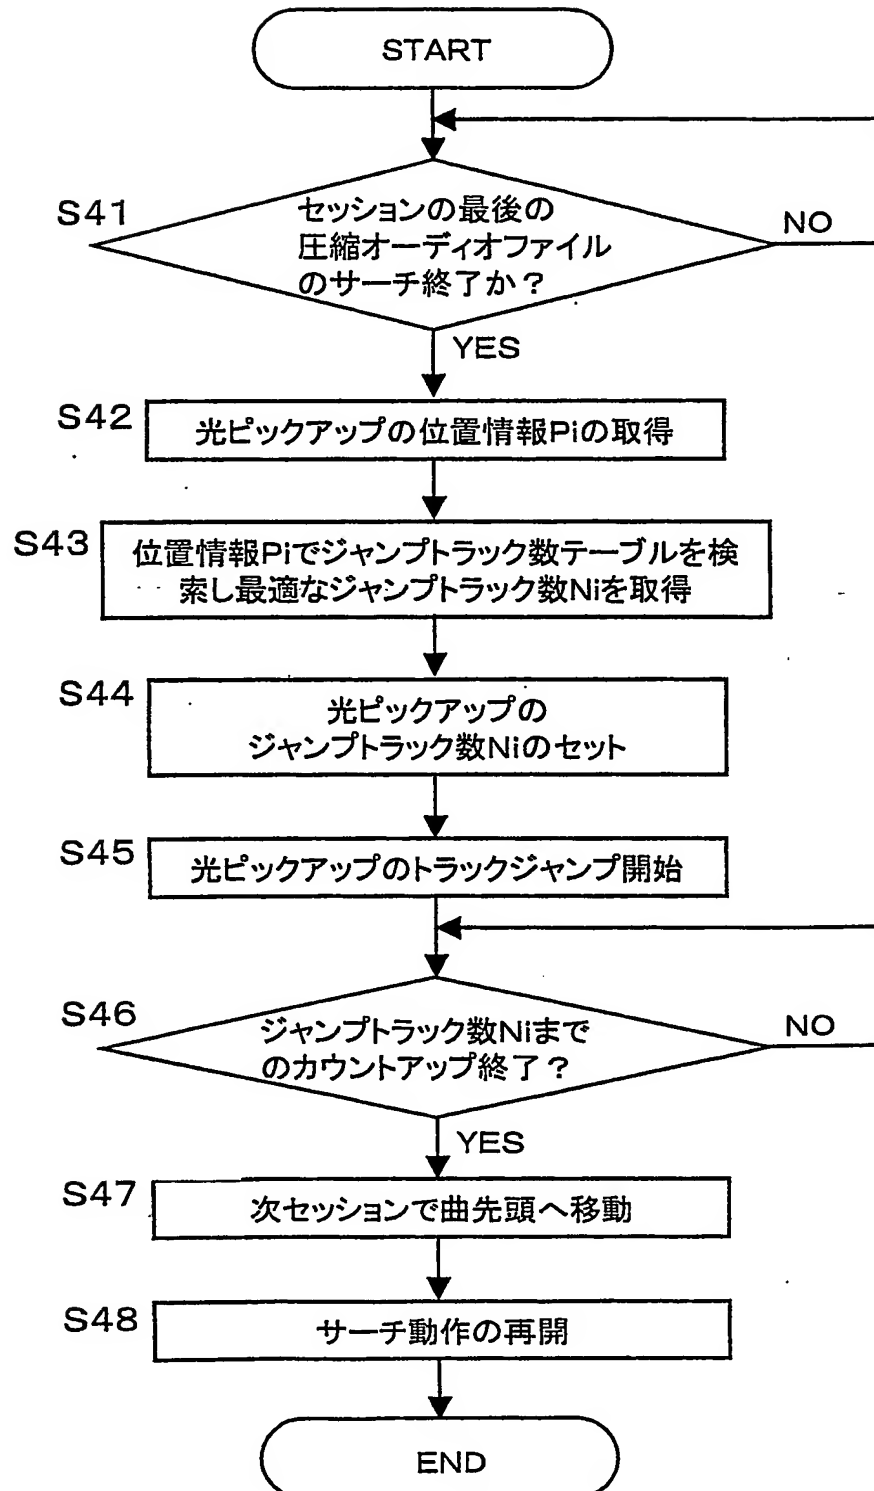 START
S41
セッションの最後の
圧縮オーディオファイル
のサーチ終了か?
NO
YES
S42
光ピックアップの位置情報Piの取得
S43
位置情報Piでジャンプトラック数テーブルを検
索し最適なジャンプトラック数Niを取得
S44
光ピックアップの
ジャンプトラック数Niのセット
S45
光ピックアップのトラックジャンプ開始
S46
ジャンプトラック数Niまで
のカウントアップ終了?
NO
YES
S47
次セッションで曲先頭へ移動
S48
サーチ動作の再開
END